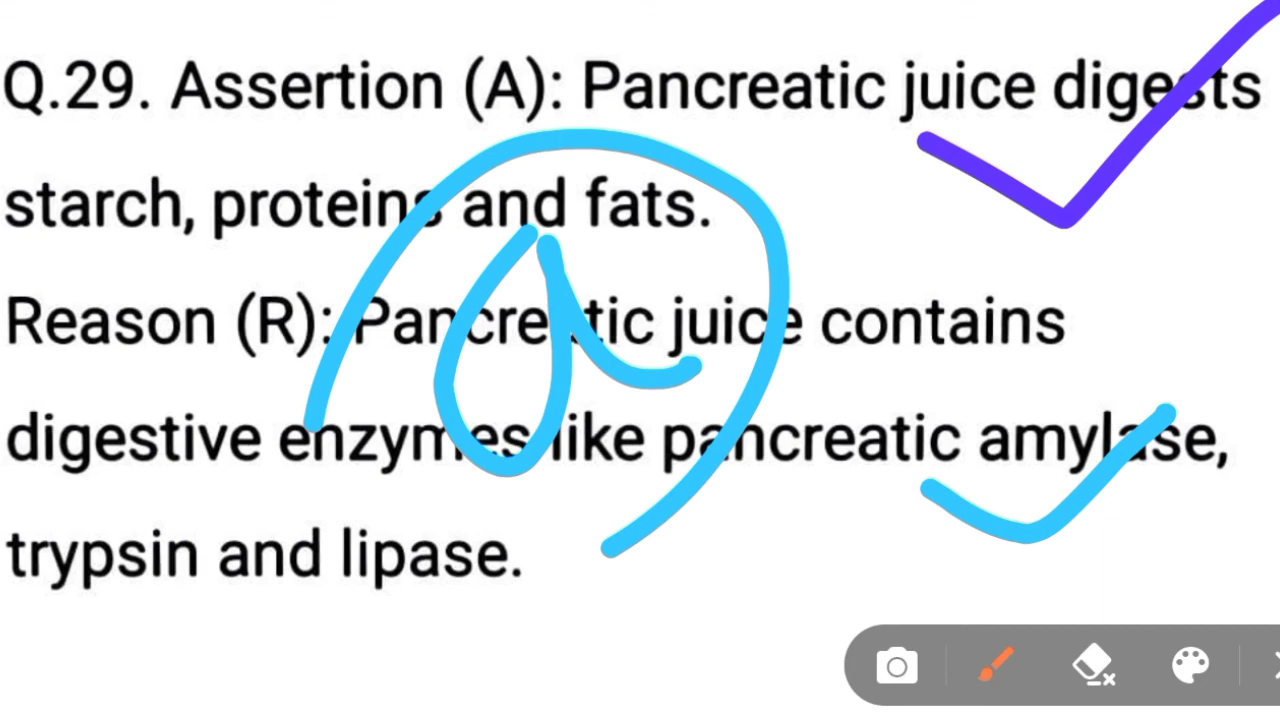 Q.29. Assertion (A): Pancreatic juice digests
starch, proteins and fats.
Reason (R): Pancreatic juice contains
digestive enzymes like pancreatic amylase,
trypsin and lipase.
a